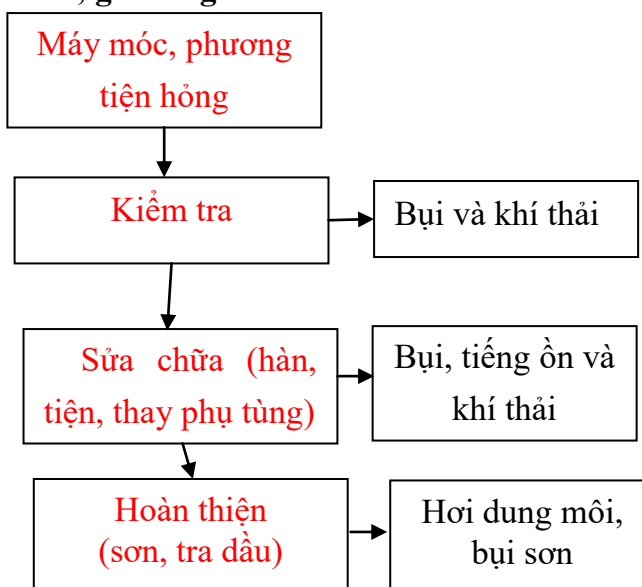 Máy móc, phương
tiện hỏng
Kiểm tra
Bụi và khí thải
Sửa chữa (hàn,
tiện, thay phụ tùng)
Bụi, tiếng ồn và
khí thải
Hoàn thiện
(sơn, tra dầu)
Hơi dung môi,
bụi sơn